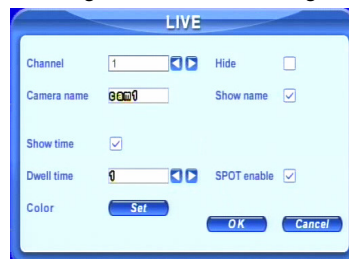 LIVE
Channel 1 Hide
Camera name cam1 Show name
Show time
Dwell time 1 SPOT enable
Color Set
OK Cancel